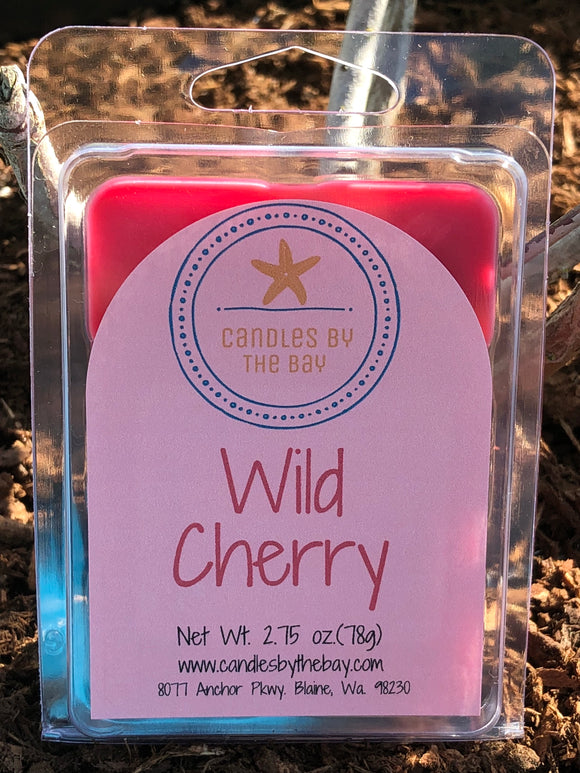 CANDLES BY
THE BAY
Wild
Cherry
Net Wt. 2.75 oz.(78g)
www.candlesbythebay.com
8077 Anchor Pkwy. Blaine, Wa. 98230